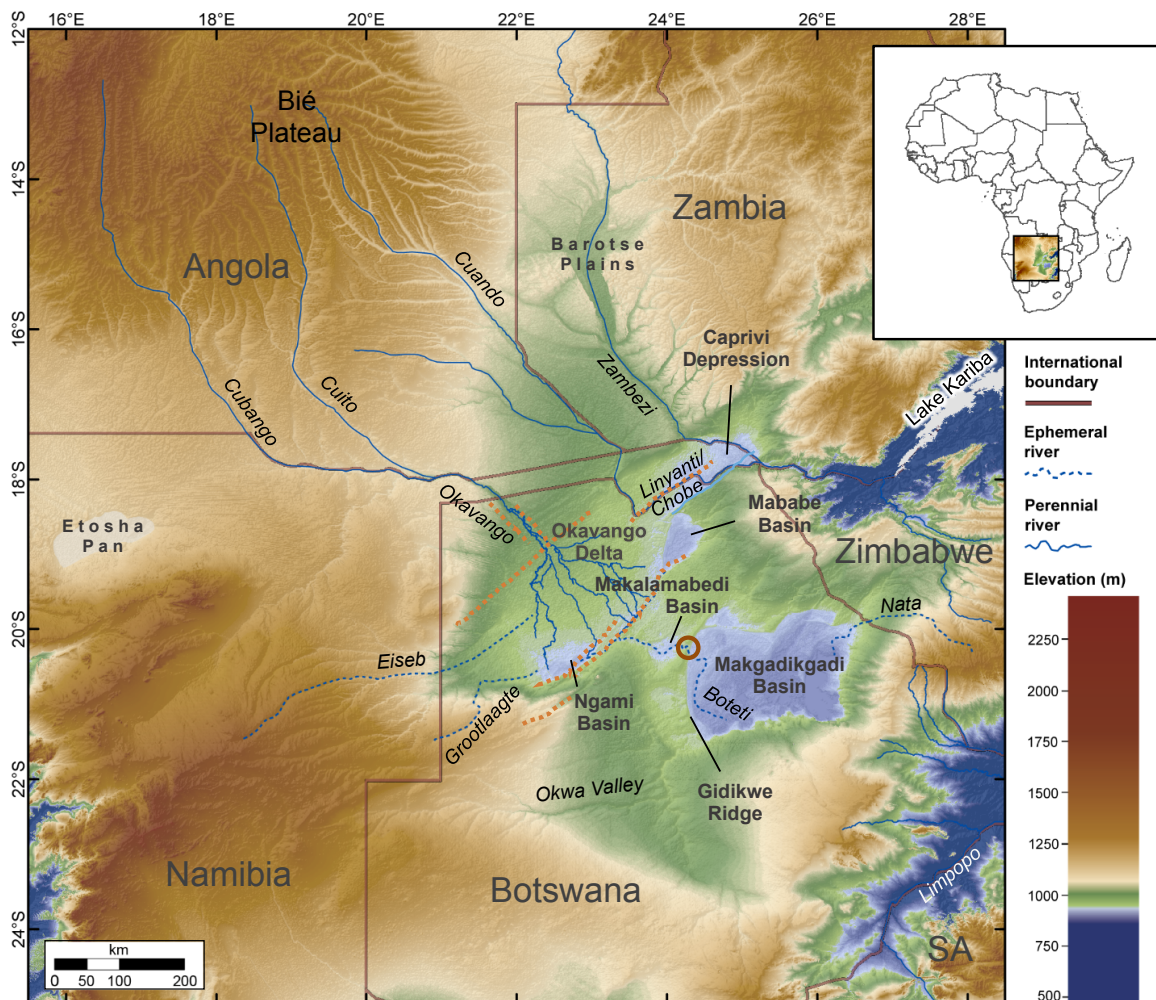 16°E
18°E
20°E
22°E
24°E
26°E
28°E
12°S
14°S
16°S
18°S
20°S
22°S
24°S
Bié
Plateau
Angola
Zambia
Barotse
Plains
Cuando
Zambezi
Caprivi
Depression
Lake Kariba
Cubango
Cuito
Linyanti/
Chobe
Mababe
Basin
Okavango
Okavango
Delta
Etosha
Pan
Zimbabwe
Makalamabedi
Basin
Nata
Eiseb
Makgadikgadi
Basin
Grootlaagte
Ngami
Basin
Boteti
Okwa Valley
Gidikwe
Ridge
Namibia
Botswana
Limpopo
SA
km
0 50 100 200
International
boundary
Ephemeral
river
Perennial
river
Elevation (m)
2250
2000
1750
1500
1250
1000
750
500